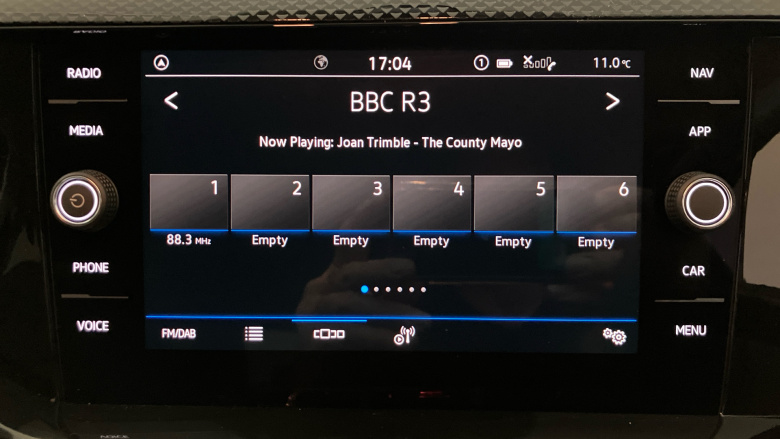 RADIO
MEDIA
PHONE
VOICE
17:04
1
11.0 °C
< BBC R3 >
Now Playing: Joan Trimble - The County Mayo
1 2 3 4 5 6
88.3 MHz Empty Empty Empty Empty Empty
FM/DAB
NAV
APP
CAR
MENU